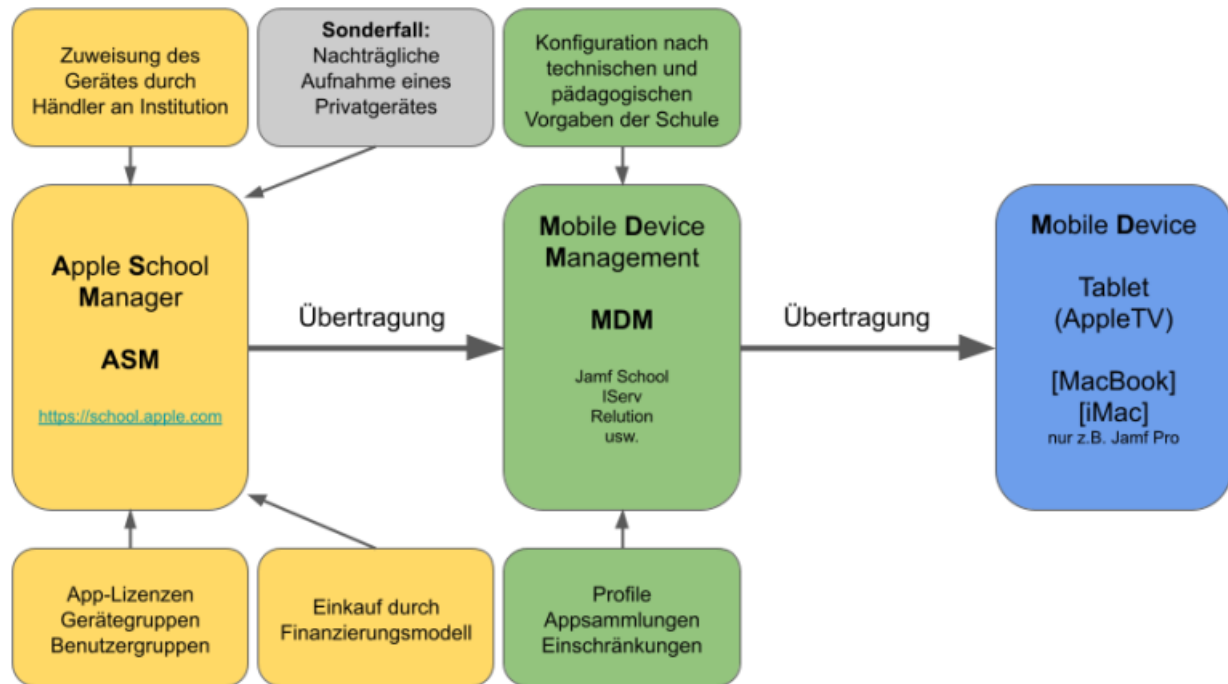 Zuweisung des
Gerätes durch
Händler an Institution
Sonderfall:
Nachträgliche
Aufnahme eines
Privatgerätes
Konfiguration nach
technischen und
pädagogischen
Vorgaben der Schule
Apple School
Manager
ASM
https://school.apple.com
Übertragung
Mobile Device
Management
MDM
Jamf School
IServ
Relution
usw.
Übertragung
Mobile Device
Tablet
(AppleTV)
[MacBook]
[iMac]
nur z.B. Jamf Pro
App-Lizenzen
Gerätegruppen
Benutzergruppen
Einkauf durch
Finanzierungsmodell
Profile
Appsammlungen
Einschränkungen